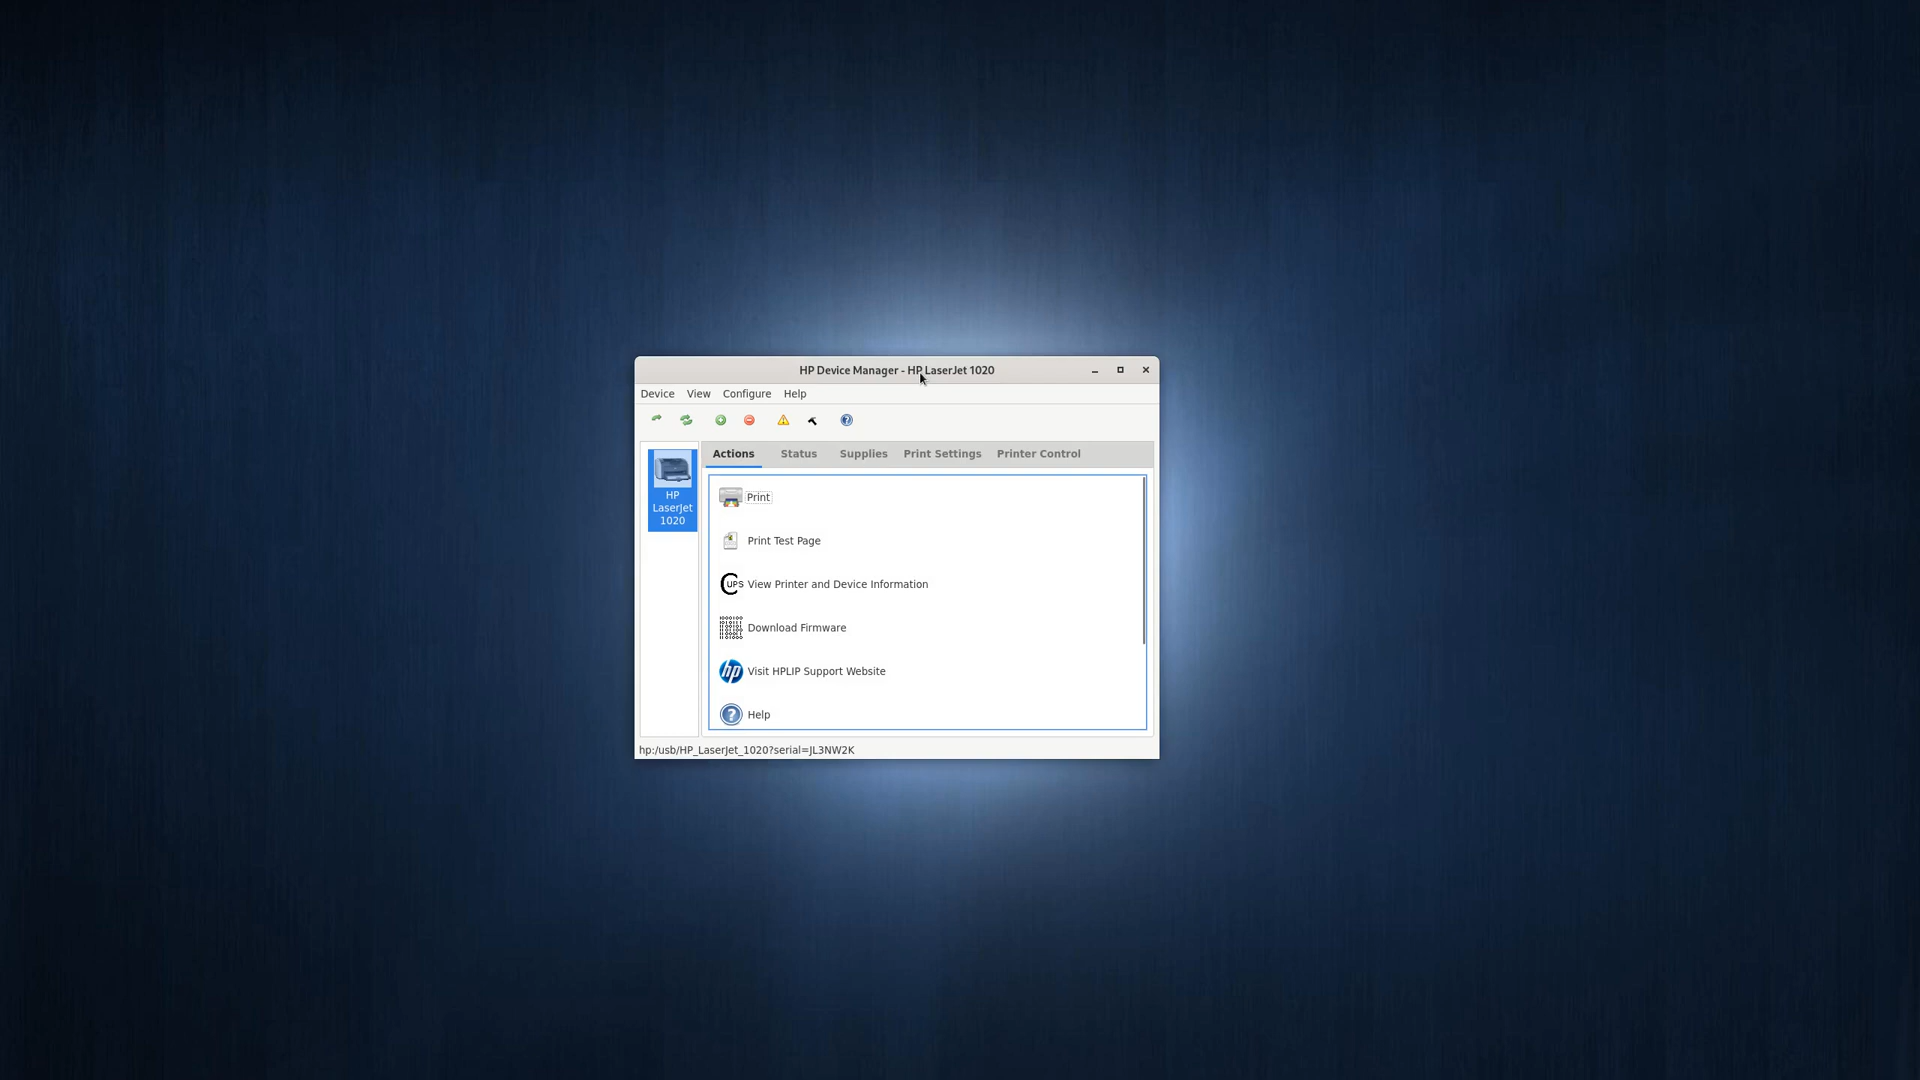 HP Device Manager - HP LaserJet 1020
Device View Configure Help
Actions Status Supplies Print Settings Printer Control
HP
LaserJet
1020
Print
Print Test Page
CUPS View Printer and Device Information
Download Firmware
hp Visit HPLIP Support Website
? Help
hp:/usb/HP_LaserJet_1020?serial=JL3NW2K